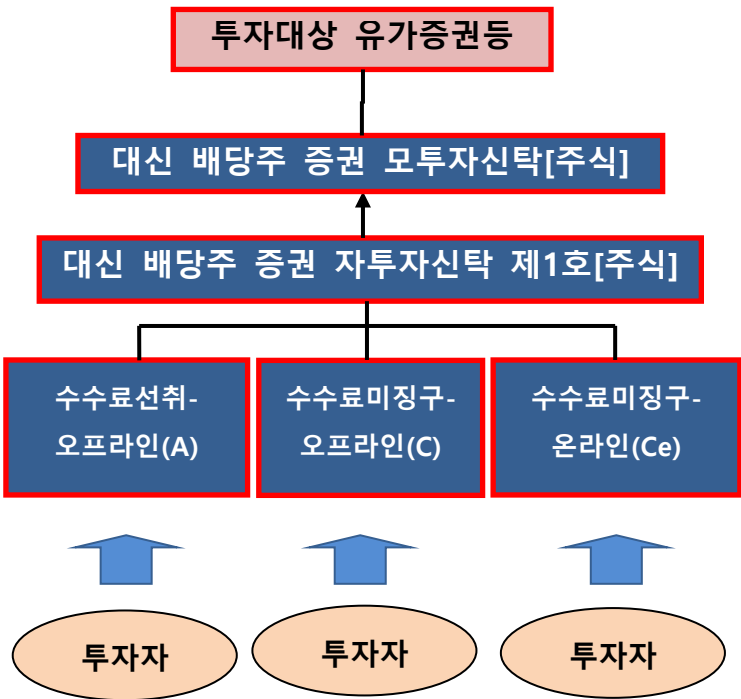 투자대상 유가증권등
대신 배당주 증권 모투자신탁[주식]
대신 배당주 증권 자투자신탁 제1호[주식]
수수료선취-
오프라인(A)
수수료미징구-
오프라인(C)
수수료미징구-
온라인(Ce)
투자자
투자자
투자자